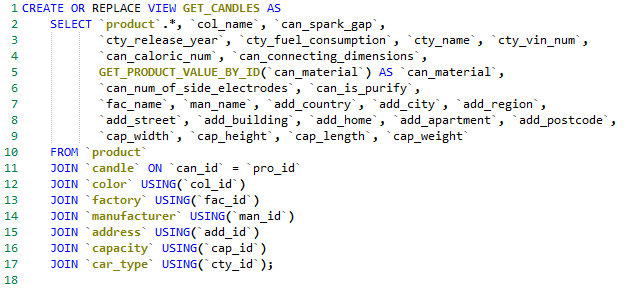 1 CREATE OR REPLACE VIEW GET_CANDLES AS
2 SELECT `product`.*, `col_name`, `can_spark_gap`,
3 `cty_release_year`, `cty_fuel_consumption`, `cty_name`, `cty_vin_num`,
4 `can_caloric_num`, `can_connecting_dimensions`,
5 GET_PRODUCT_VALUE_BY_ID(`can_material`) AS `can_material`,
6 `can_num_of_side_electrodes`, `can_is_purify`,
7 `fac_name`, `man_name`, `add_country`, `add_city`, `add_region`,
8 `add_street`, `add_building`, `add_home`, `add_apartment`, `add_postcode`,
9 `cap_width`, `cap_height`, `cap_length`, `cap_weight`
10 FROM `product`
11 JOIN `candle` ON `can_id` = `pro_id`
12 JOIN `color` USING(`col_id`)
13 JOIN `factory` USING(`fac_id`)
14 JOIN `manufacturer` USING(`man_id`)
15 JOIN `address` USING(`add_id`)
16 JOIN `capacity` USING(`cap_id`)
17 JOIN `car_type` USING(`cty_id`);
18